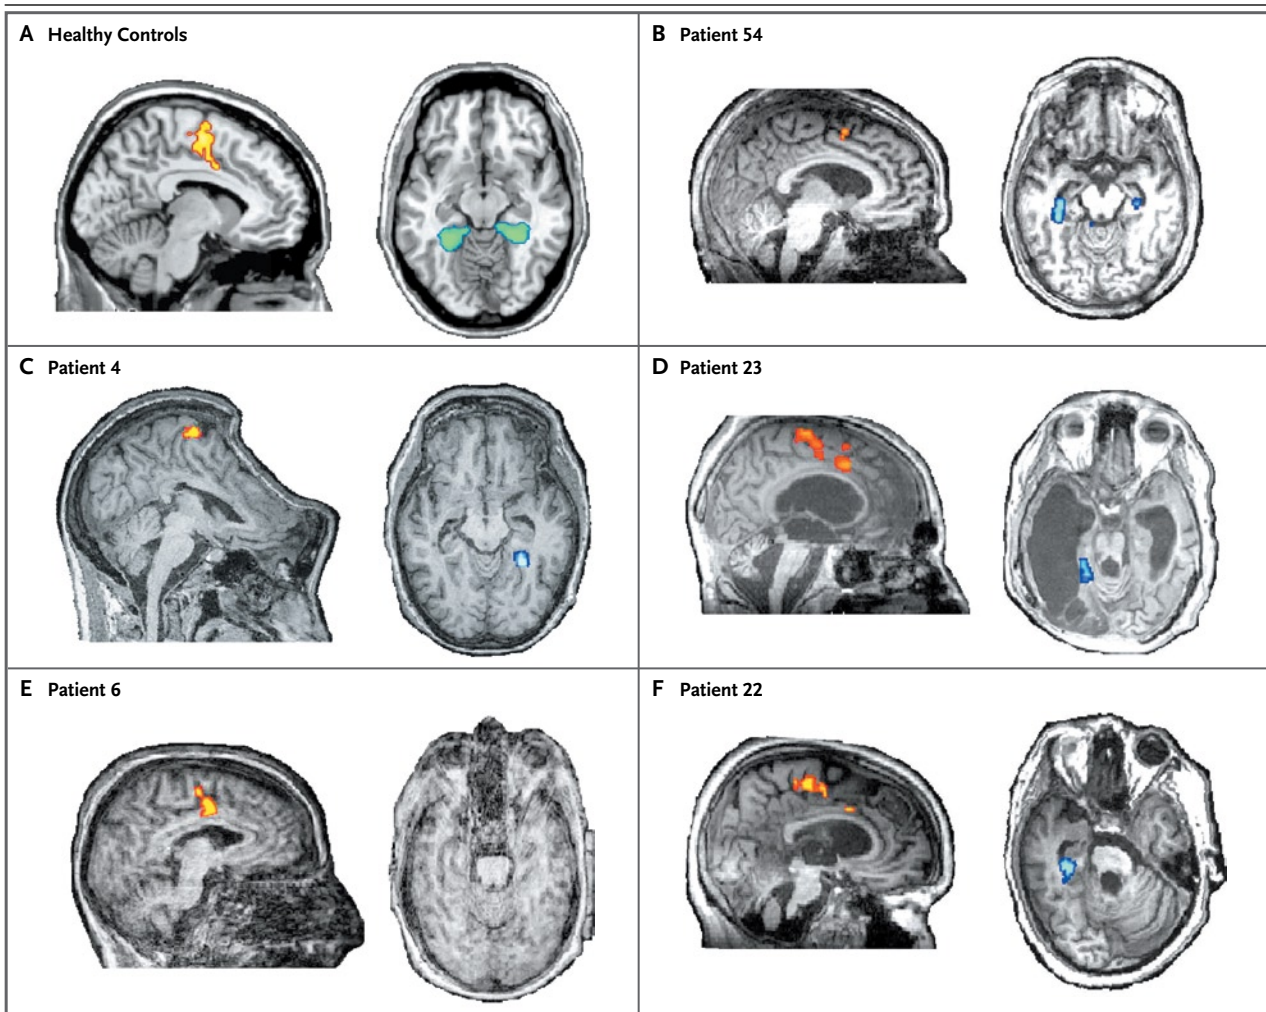 A Healthy Controls
B Patient 54
C Patient 4
D Patient 23
E Patient 6
F Patient 22